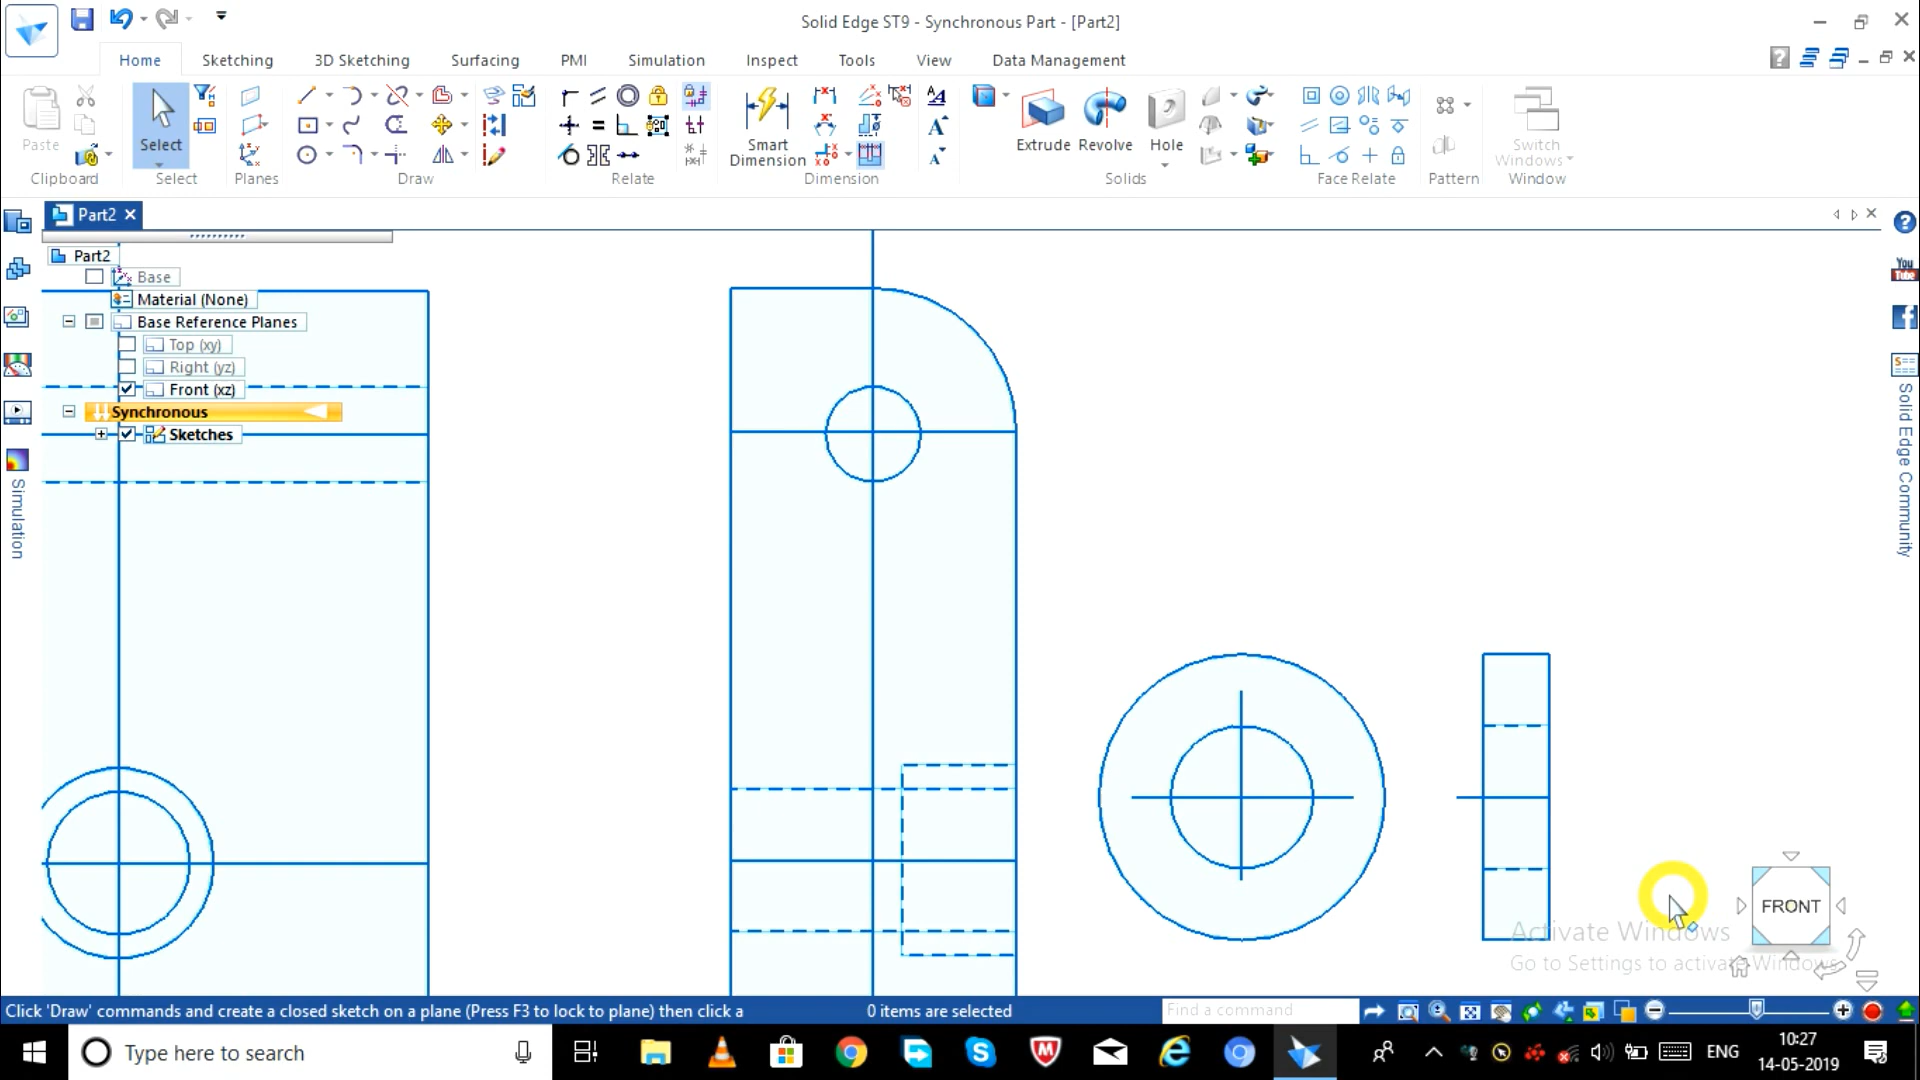 Solid Edge ST9 - Synchronous Part - [Part2]
Home Sketching 3D Sketching Surfacing PMI Simulation Inspect Tools View Data Management
Paste Select Smart Dimension Extrude Revolve Hole Switch Windows
Clipboard Select Planes Draw Relate Dimension Solids Face Relate Pattern Window
Part2
Part2
Base
Material (None)
Base Reference Planes
Top (xy)
Right (yz)
Front (xz)
Synchronous
Sketches
Simulation
You Tube
Solid Edge Community
FRONT
Activate Windows
Go to Settings to activate Windows.
Click 'Draw' commands and create a closed sketch on a plane (Press F3 to lock to plane) then click a
0 items are selected
Find a command
Type here to search
ENG
10:27
14-05-2019